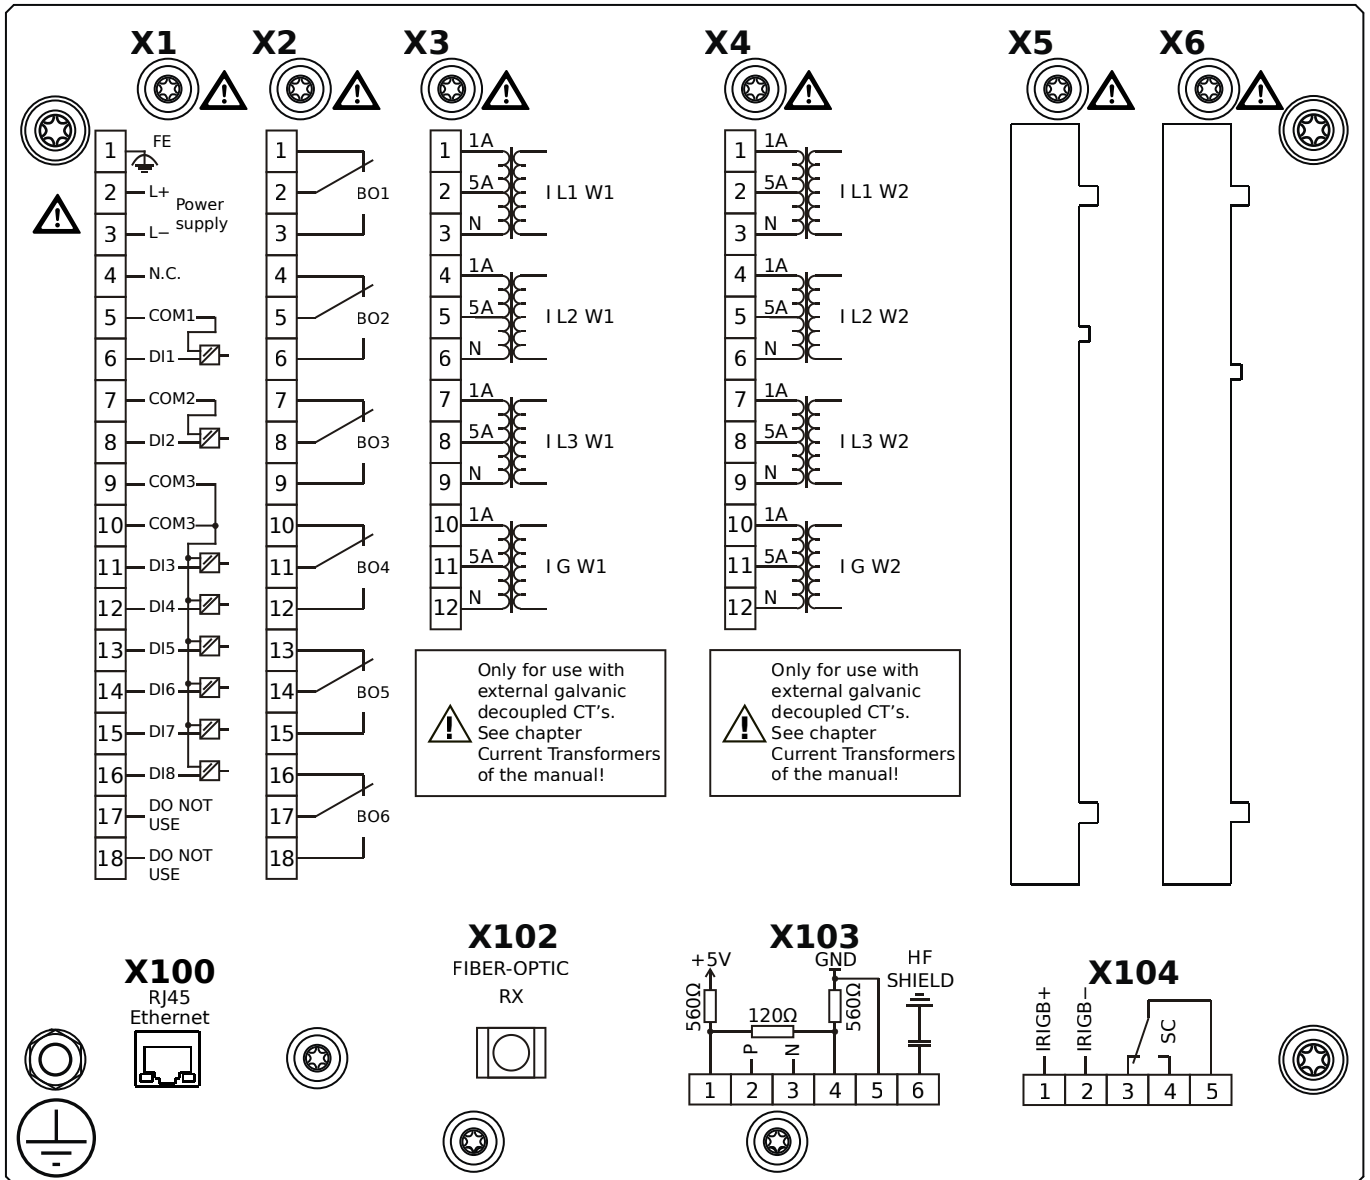 X1
X2
X3
X4
X5
X6
1
FE
2
L+
Power
supply
3
L−
4
N.C.
5
COM1
6
DI1
7
COM2
8
DI2
9
COM3
10
COM3
11
DI3
12
DI4
13
DI5
14
DI6
15
DI7
16
DI8
17
DO NOT
USE
18
DO NOT
USE
1
2
BO1
3
4
5
BO2
6
7
8
BO3
9
10
11
BO4
12
13
14
BO5
15
16
17
BO6
18
1
1A
2
5A
I L1 W1
3
N
4
1A
5
5A
I L2 W1
6
N
7
1A
8
5A
I L3 W1
9
N
10
1A
11
5A
I G W1
12
N
Only for use with
external galvanic
decoupled CT's.
See chapter
Current Transformers
of the manual!
1
1A
2
5A
I L1 W2
3
N
4
1A
5
5A
I L2 W2
6
N
7
1A
8
5A
I L3 W2
9
N
10
1A
11
5A
I G W2
12
N
Only for use with
external galvanic
decoupled CT's.
See chapter
Current Transformers
of the manual!
X100
RJ45
Ethernet
X102
FIBER-OPTIC
RX
X103
+5V
GND
HF
SHIELD
560Ω
120Ω
560Ω
P
N
1 2 3 4 5 6
X104
IRIGB+
IRIGB−
SC
1 2 3 4 5